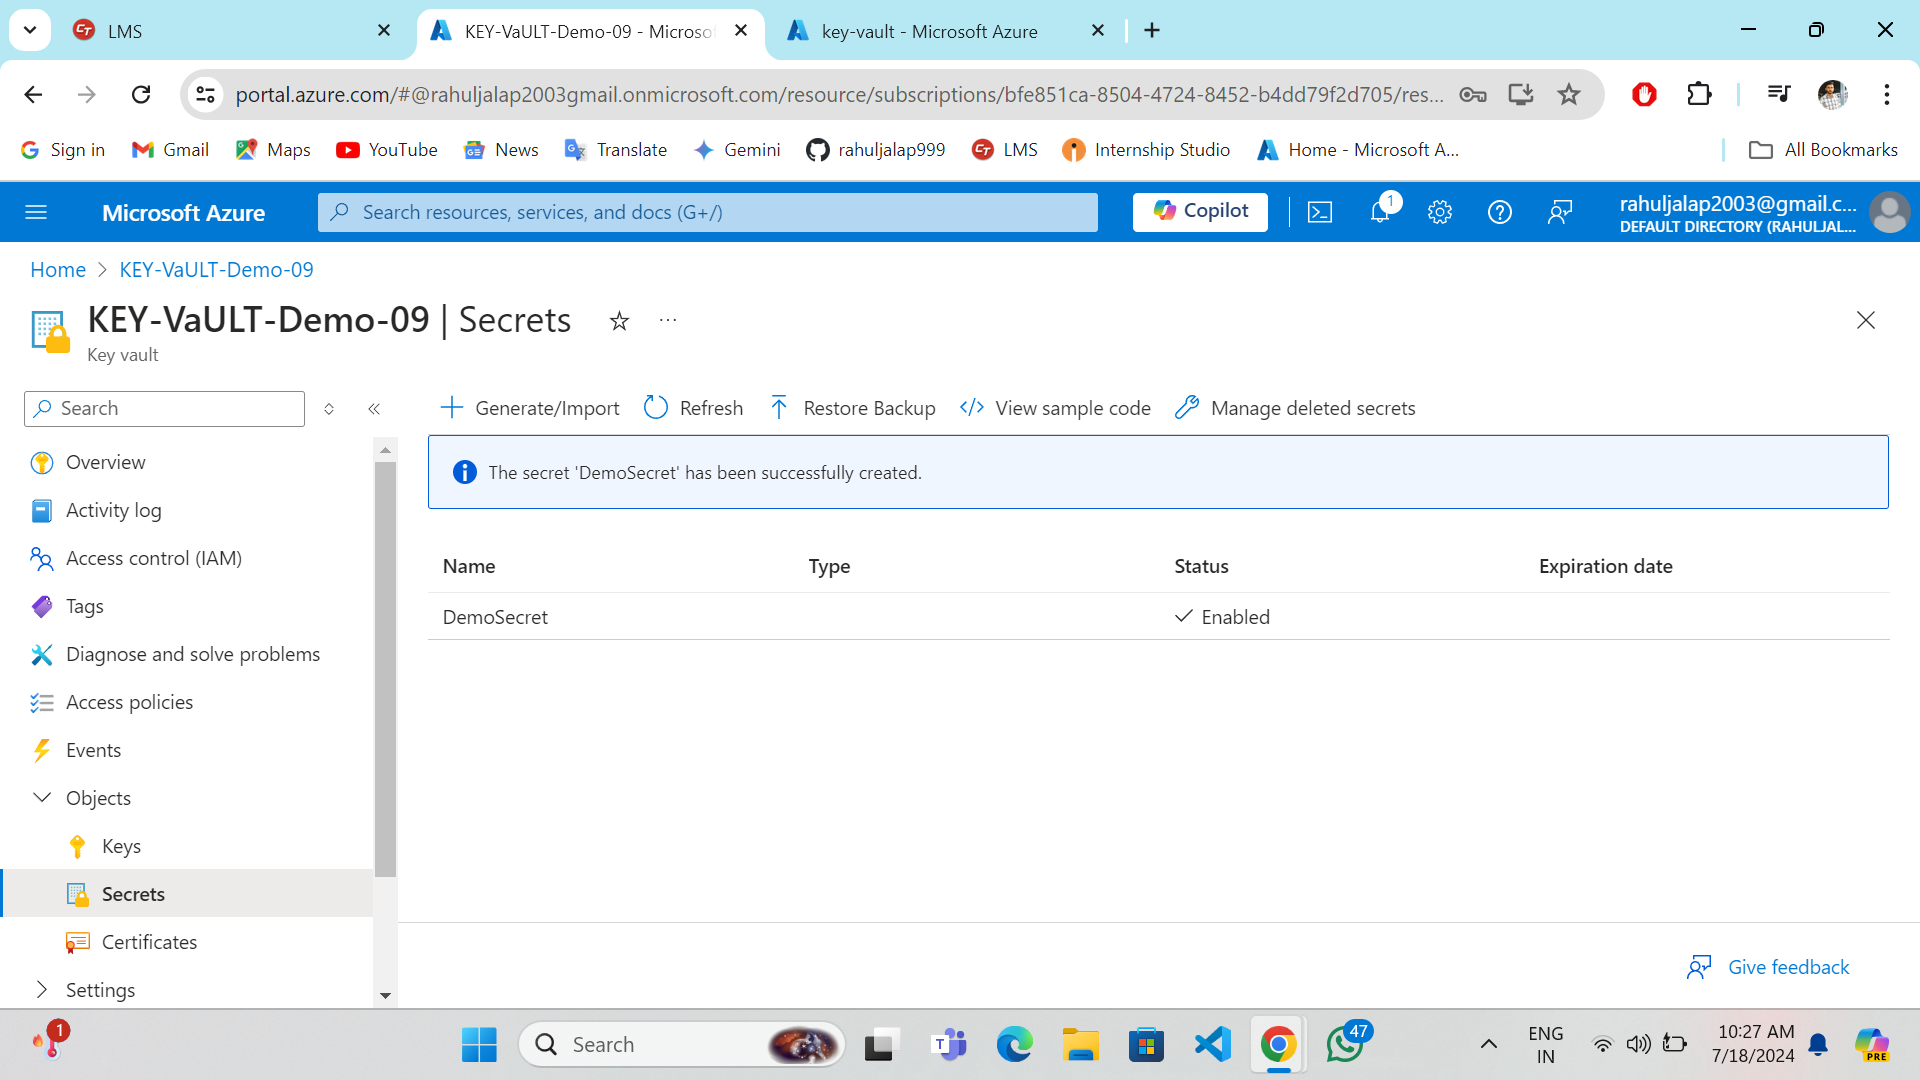 LMS
KEY-VaULT-Demo-09 - Microsof
key-vault - Microsoft Azure
portal.azure.com/#@rahuljalap2003gmail.onmicrosoft.com/resource/subscriptions/bfe851ca-8504-4724-8452-b4dd79f2d705/res...
Sign in
Gmail
Maps
YouTube
News
Translate
Gemini
rahuljalap999
LMS
Internship Studio
Home - Microsoft A...
All Bookmarks
Microsoft Azure
Search resources, services, and docs (G+/)
Copilot
1
rahuljalap2003@gmail.c...
DEFAULT DIRECTORY (RAHULJAL...
Home > KEY-VaULT-Demo-09
KEY-VaULT-Demo-09 | Secrets
Key vault
Search
Generate/Import
Refresh
Restore Backup
View sample code
Manage deleted secrets
Overview
Activity log
Access control (IAM)
Tags
Diagnose and solve problems
Access policies
Events
Objects
Keys
Secrets
Certificates
Settings
The secret 'DemoSecret' has been successfully created.
Name Type Status Expiration date
DemoSecret Enabled
Give feedback
1
Search
47
ENG
IN
10:27 AM
7/18/2024
PRE